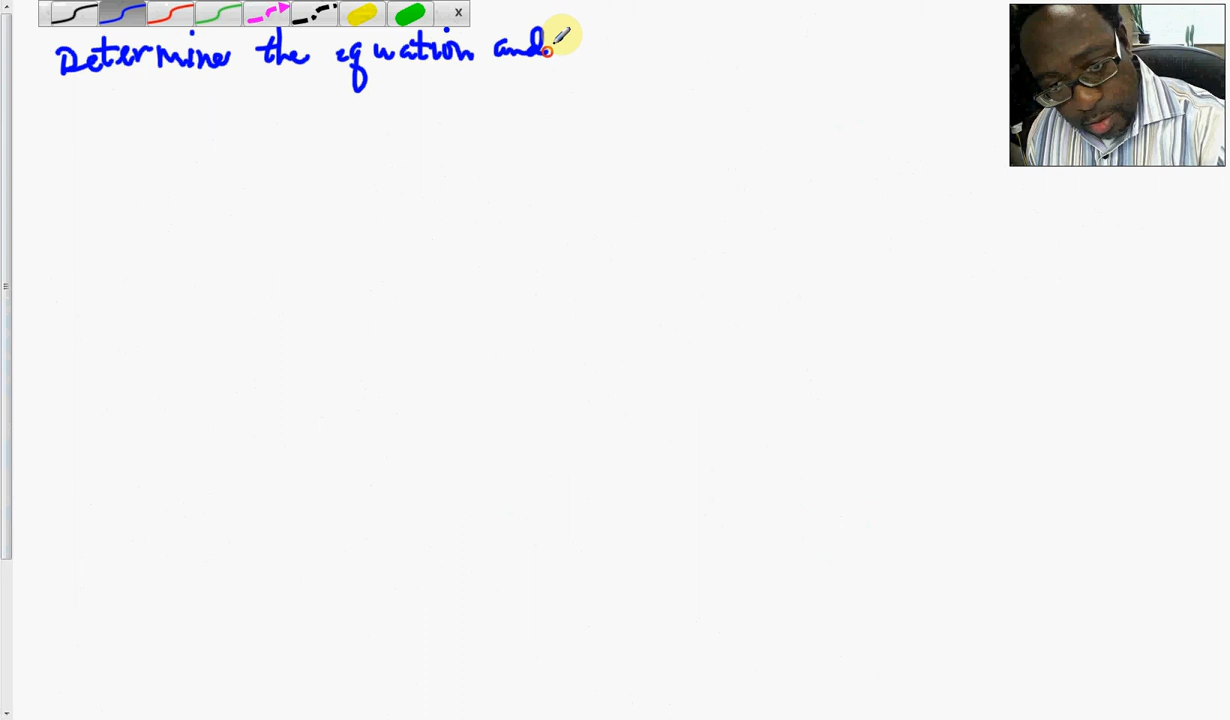 Determine the equation and